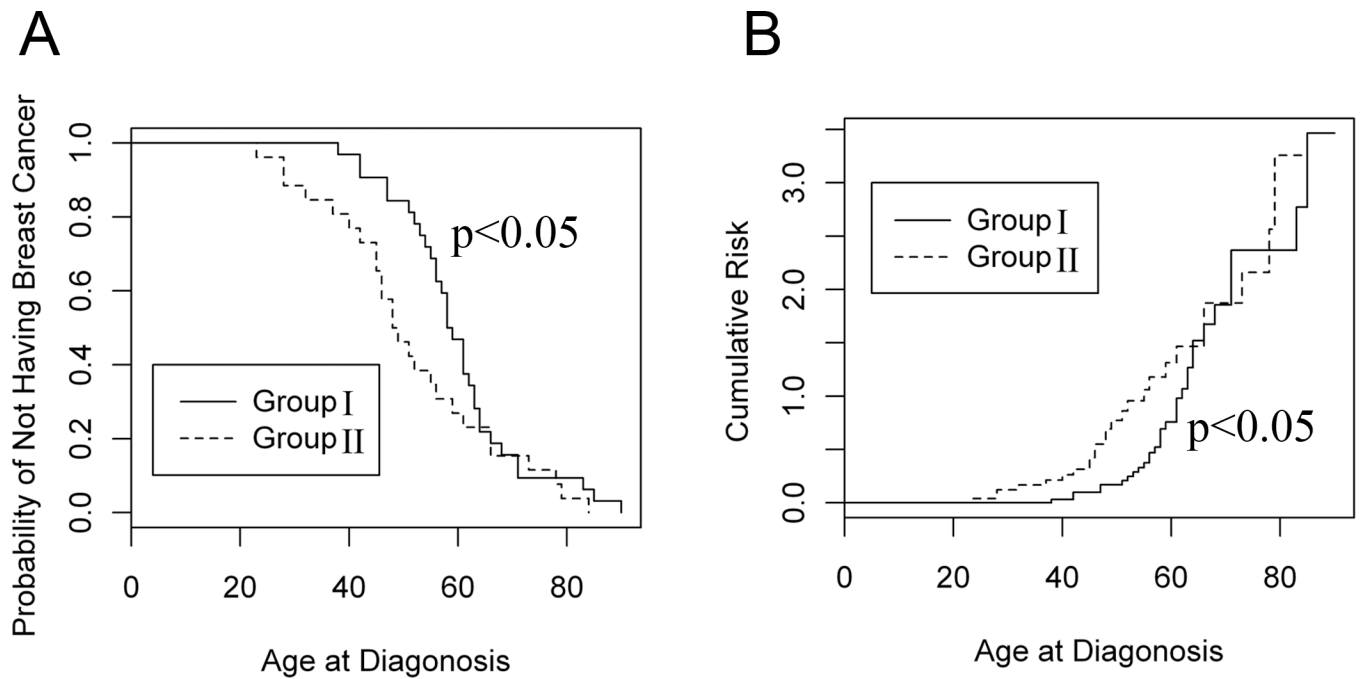 A
Probability of Not Having Breast Cancer
1.0
0.8
0.6
0.4
0.2
0.0
p<0.05
Group I
Group II
0 20 40 60 80
Age at Diagonosis
B
Cumulative Risk
3.0
2.0
1.0
0.0
Group I
Group II
p<0.05
0 20 40 60 80
Age at Diagonosis